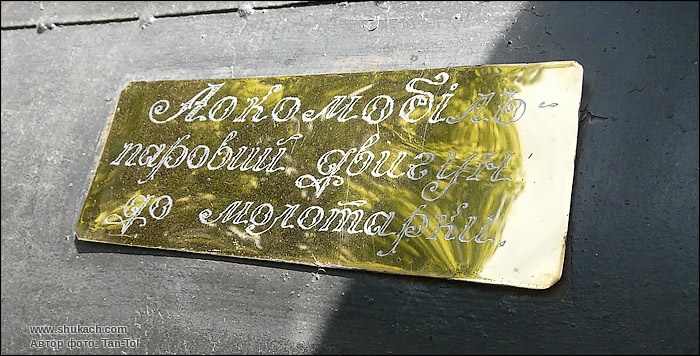 Локомобіль -
паровий двигун
до молотарки.
www.shukach.com
Автор фото: Tan-Tol